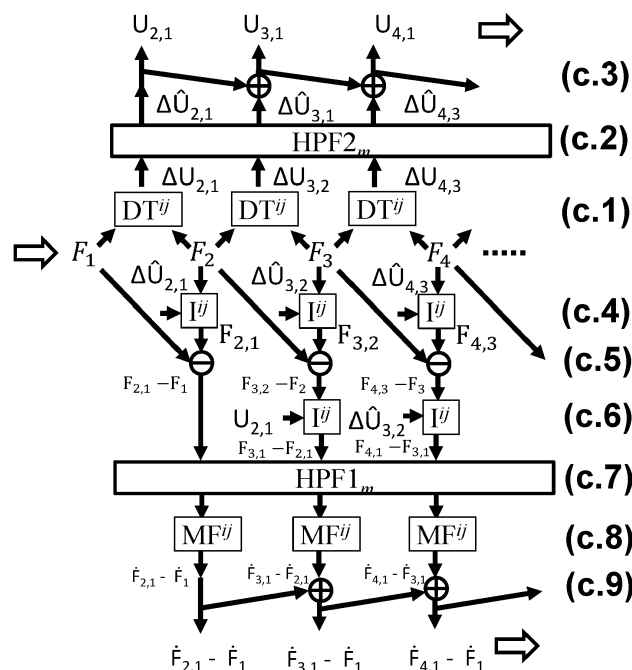 U2,1 U3,1 U4,1
(c.3)
ΔÛ2,1 ΔÛ3,1 ΔÛ4,3
HPF2m (c.2)
ΔU2,1 ΔU3,2 ΔU4,3
DTij DTij DTij (c.1)
F1 F2 F3 F4 ......
ΔÛ2,1 ΔÛ3,2 ΔÛ4,3
Iij Iij Iij (c.4)
F2,1 F3,2 F4,3
(c.5)
F2,1 −F1 F3,2 −F2 F4,3 −F3
U2,1 Iij ΔÛ3,2 Iij (c.6)
F3,1 −F2,1 F4,1 −F3,1
HPF1m (c.7)
MFij MFij MFij (c.8)
Ḟ2,1 - Ḟ1 Ḟ3,1 - Ḟ2,1 Ḟ4,1 - Ḟ3,1 (c.9)
Ḟ2,1 - Ḟ1 Ḟ3,1 - Ḟ1 Ḟ4,1 - Ḟ1